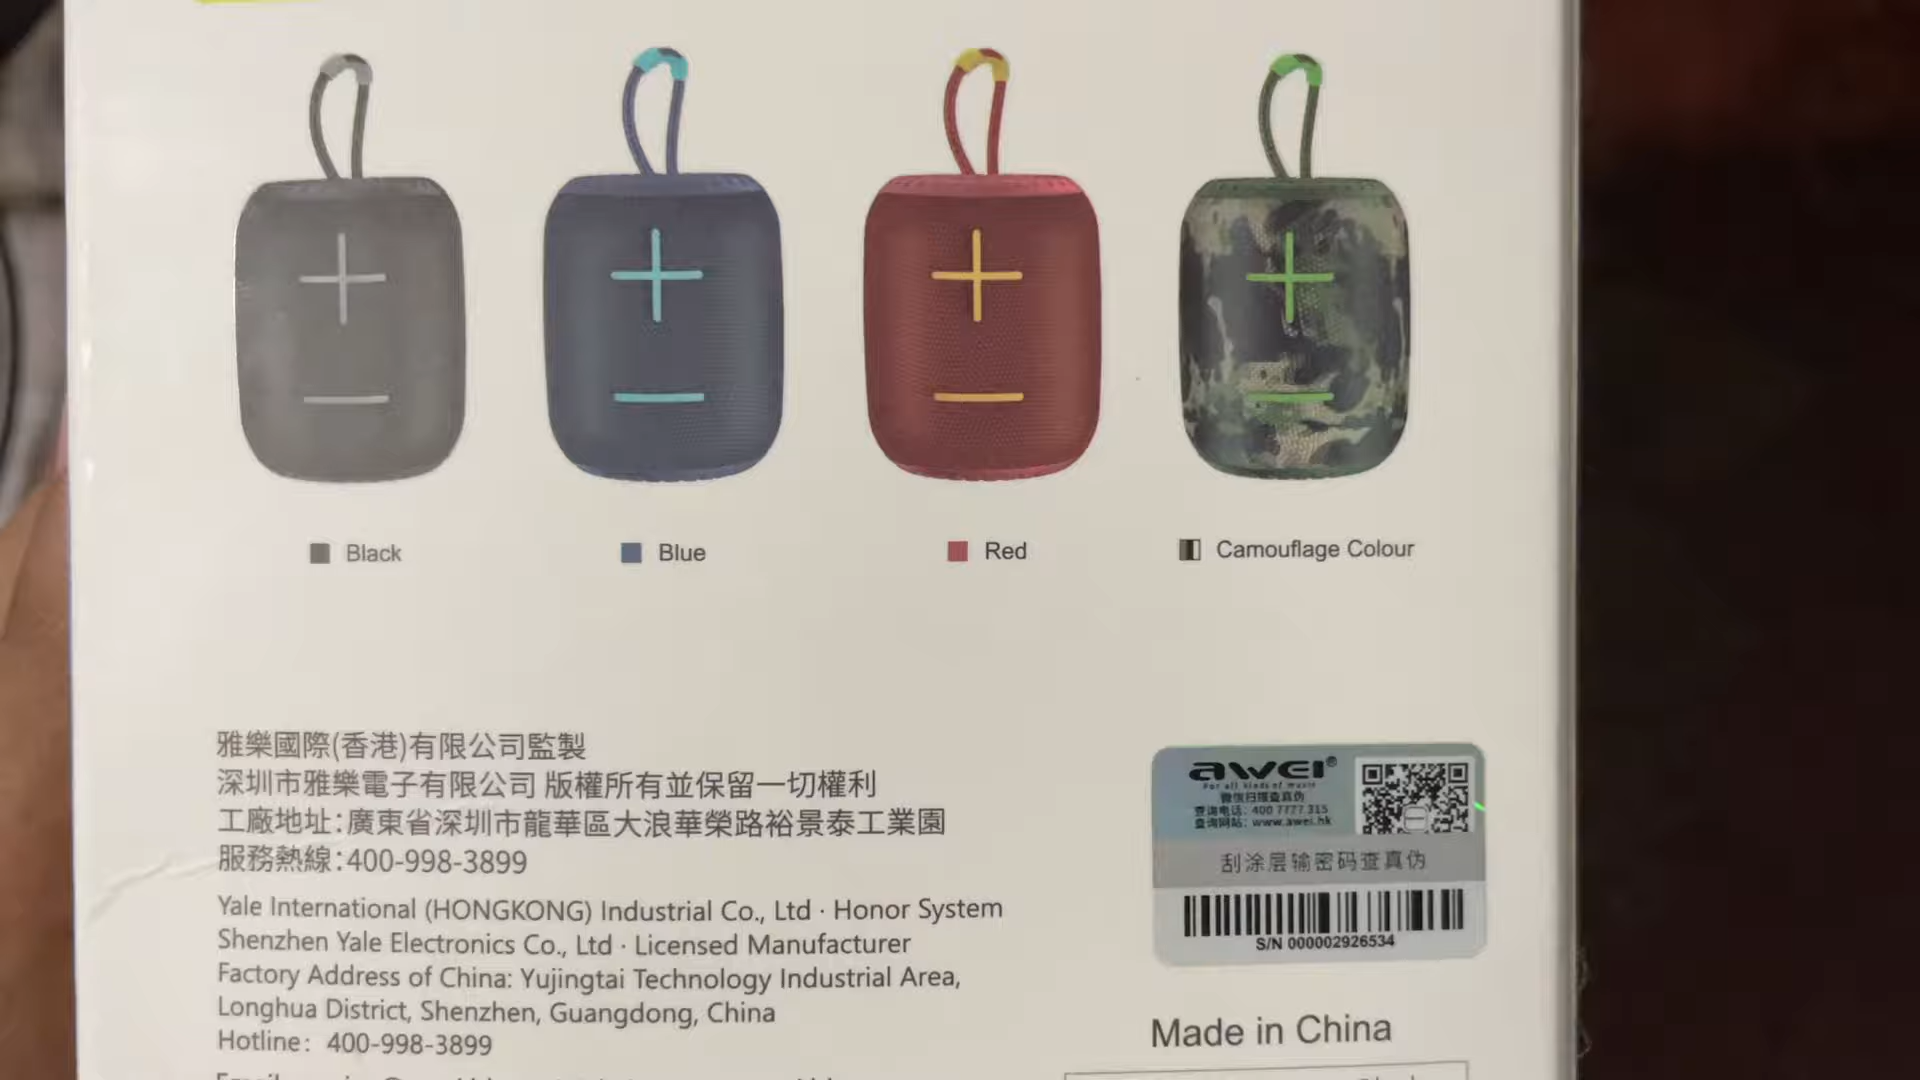 Black
Blue
Red
Camouflage Colour
雅樂國際(香港)有限公司監製
深圳市雅樂電子有限公司 版權所有並保留一切權利
工廠地址:廣東省深圳市龍華區大浪華榮路裕景泰工業園
服務熱線:400-998-3899
Yale International (HONGKONG) Industrial Co., Ltd · Honor System
Shenzhen Yale Electronics Co., Ltd · Licensed Manufacturer
Factory Address of China: Yujingtai Technology Industrial Area,
Longhua District, Shenzhen, Guangdong, China
Hotline: 400-998-3899
awei®
For all kinds of music
微信扫描查真伪
查询电话: 400 7777 315
查询网站: www.awei.hk
刮涂层输密码查真伪
S/N 000002926534
Made in China